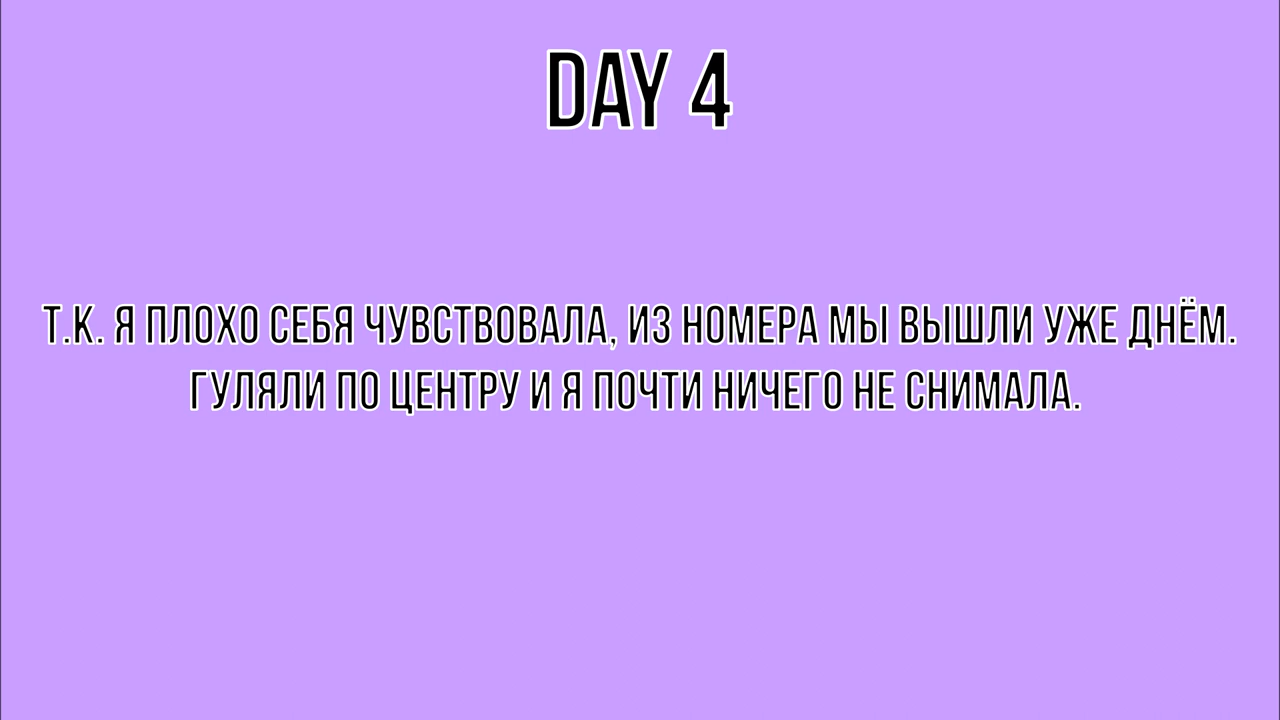 DAY 4
Т.К. Я ПЛОХО СЕБЯ ЧУВСТВОВАЛА, ИЗ НОМЕРА МЫ ВЫШЛИ УЖЕ ДНЁМ.
ГУЛЯЛИ ПО ЦЕНТРУ И Я ПОЧТИ НИЧЕГО НЕ СНИМАЛА.